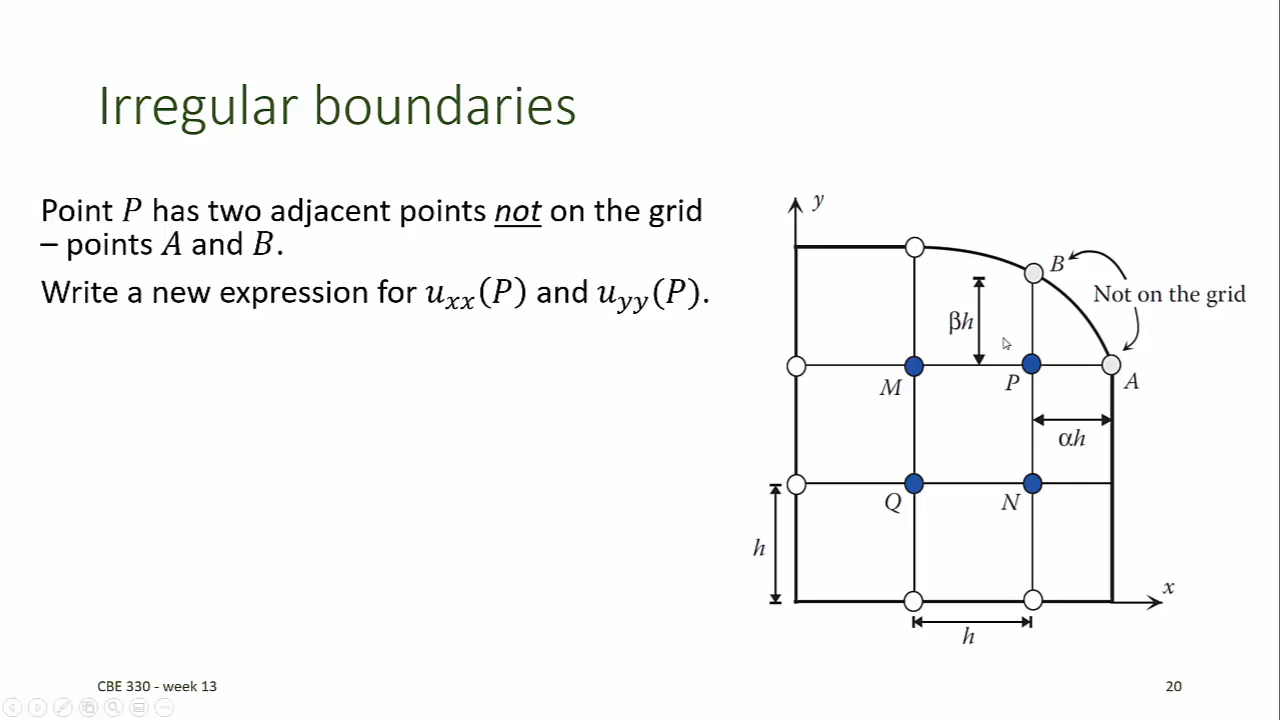 Irregular boundaries
Point P has two adjacent points not on the grid
– points A and B.
Write a new expression for uₓₓ(P) and u_yy(P).
y
B
Not on the grid
βh
M
P
A
αh
Q
N
h
x
h
CBE 330 - week 13
20